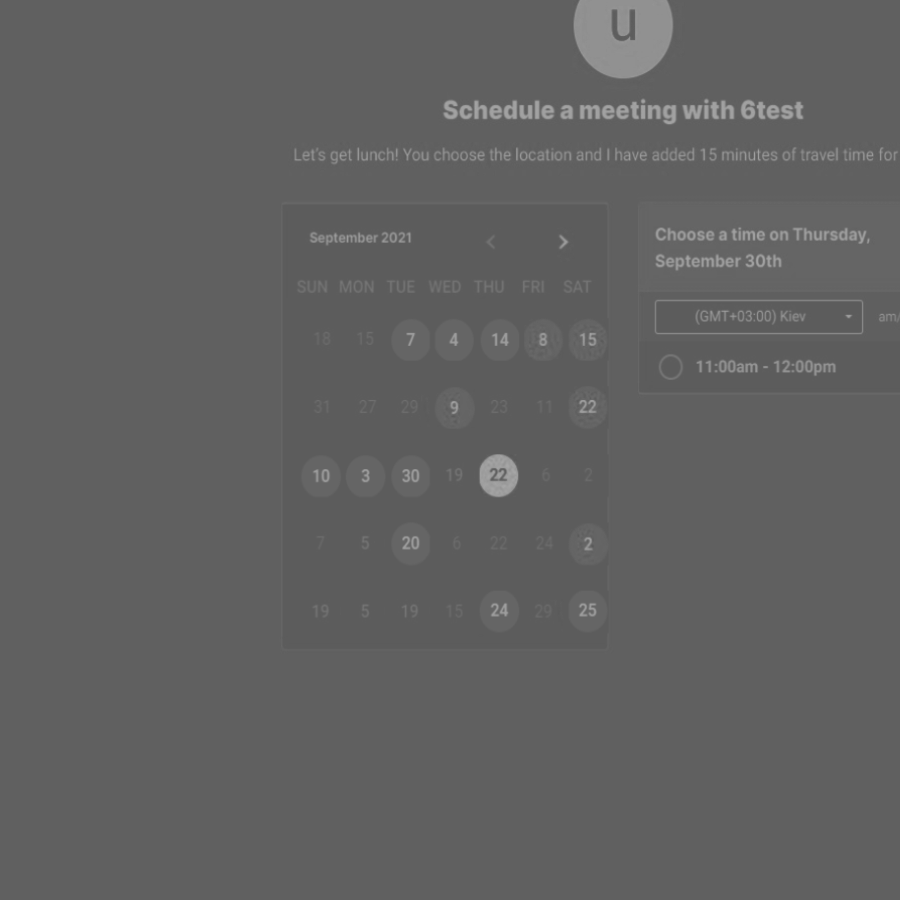 u
Schedule a meeting with 6test
Let's get lunch! You choose the location and I have added 15 minutes of travel time for
September 2021
SUN MON TUE WED THU FRI SAT
18 15 7 4 14 8 15
31 27 29 9 23 11 22
10 3 30 19 22 6 2
7 5 20 6 22 24 2
19 5 19 15 24 29 25
Choose a time on Thursday,
September 30th
(GMT+03:00) Kiev am/
11:00am - 12:00pm